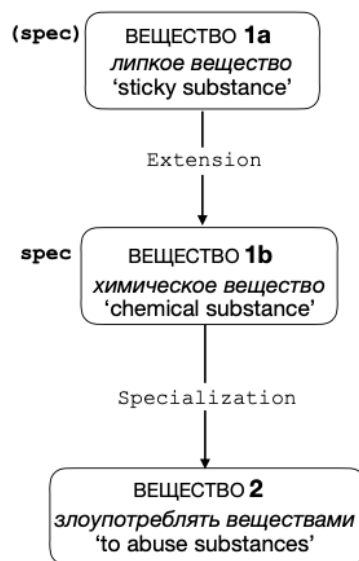 (spec) ВЕЩЕСТВО 1a
липкое вещество
‘sticky substance’
Extension
spec ВЕЩЕСТВО 1b
химическое вещество
‘chemical substance’
Specialization
ВЕЩЕСТВО 2
злоупотреблять веществами
‘to abuse substances’